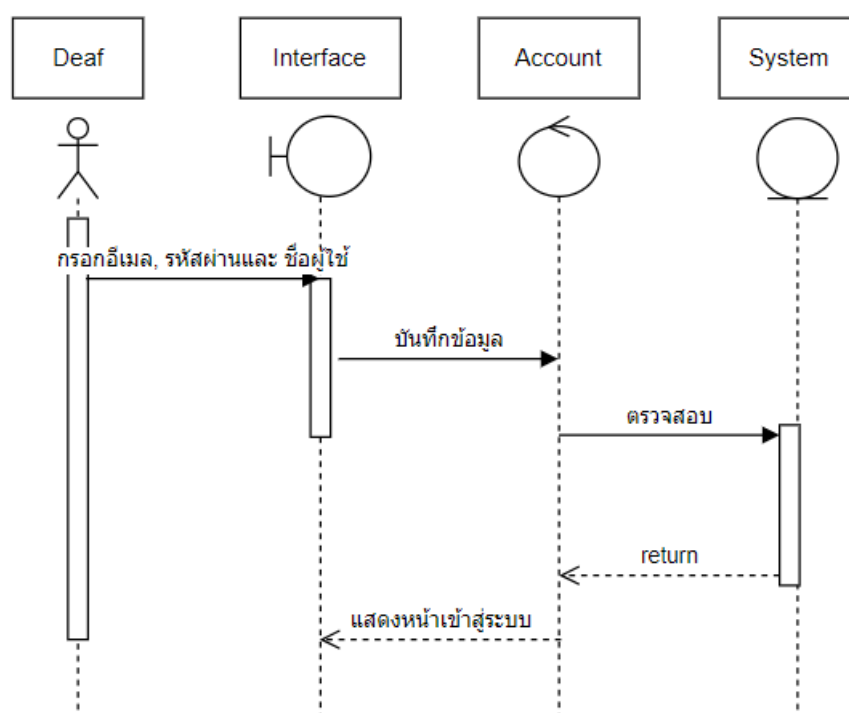 Deaf
Interface
Account
System
กรอกอีเมล, รหัสผ่านและ ชื่อผู้ใช้
บันทึกข้อมูล
ตรวจสอบ
return
แสดงหน้าเข้าสู่ระบบ